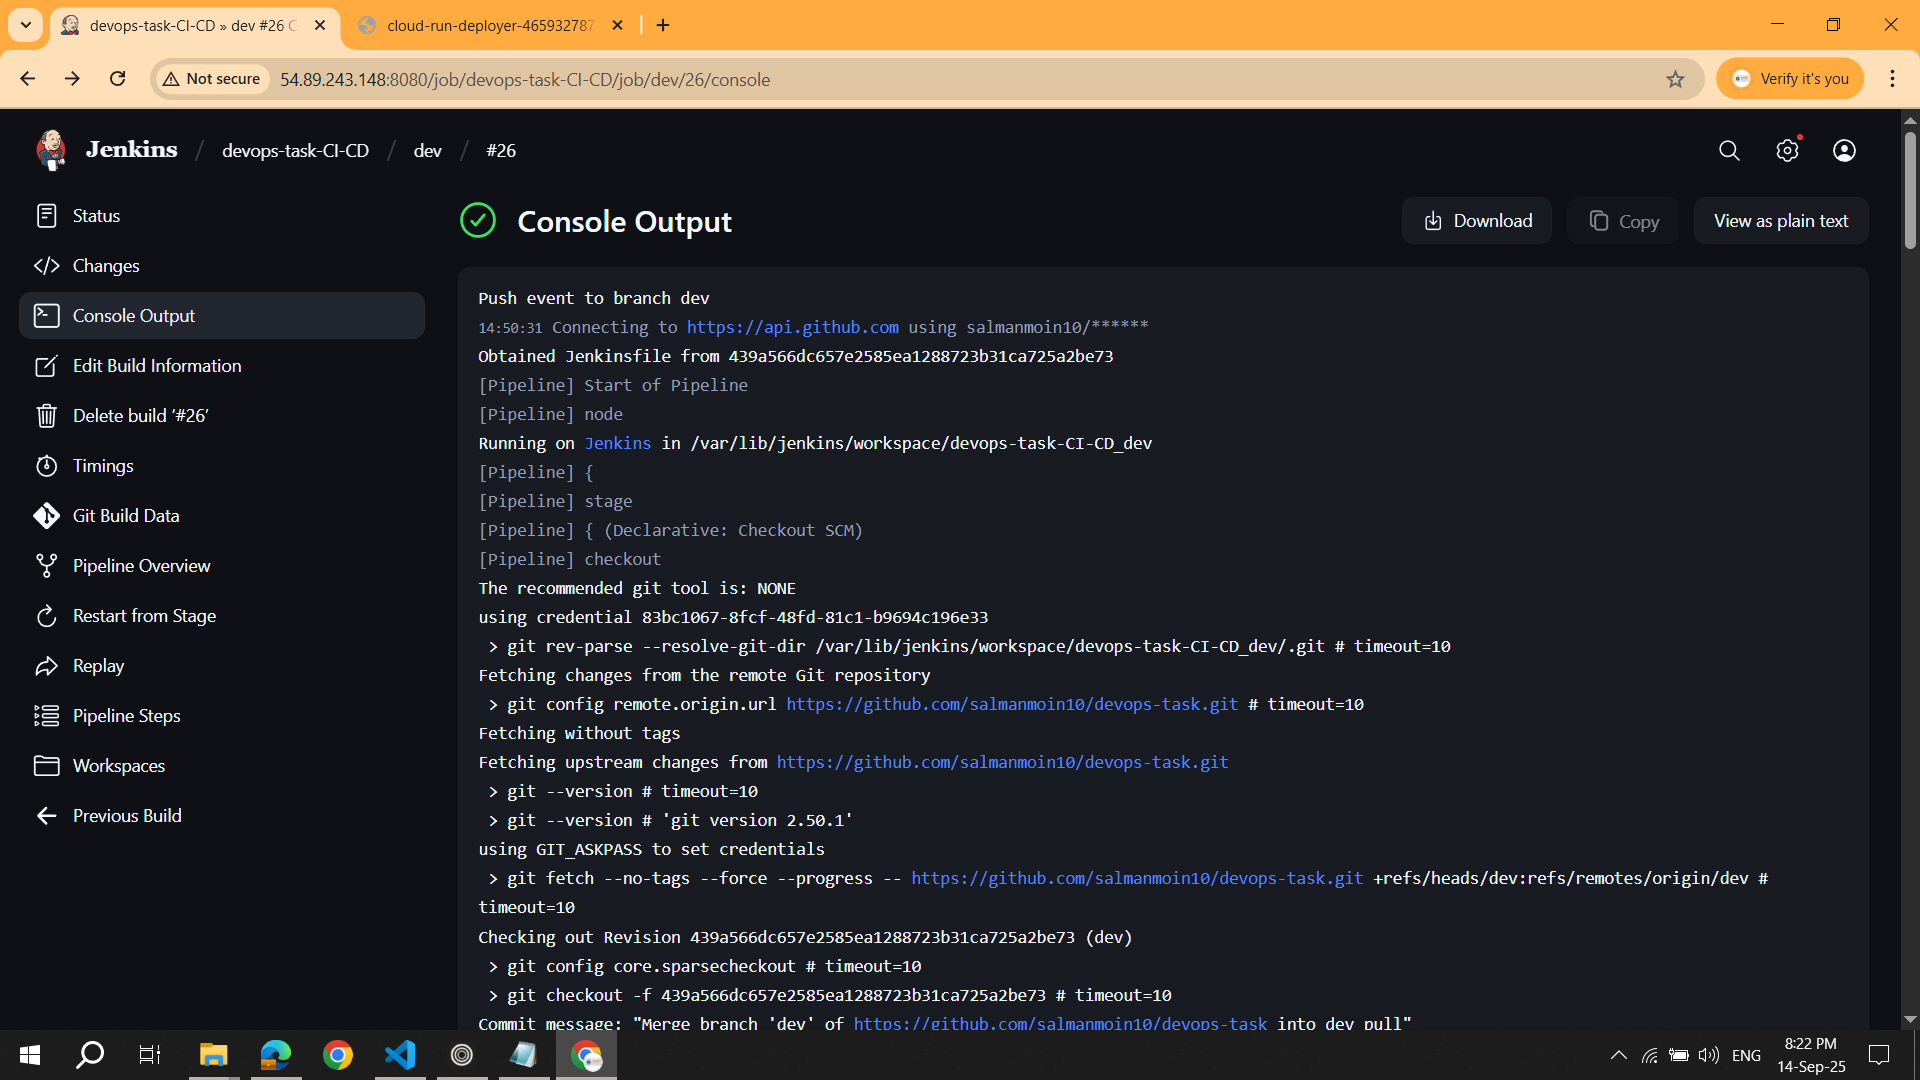 devops-task-CI-CD » dev #26 C
cloud-run-deployer-465932787
Not secure
54.89.243.148:8080/job/devops-task-CI-CD/job/dev/26/console
Verify it's you
Jenkins / devops-task-CI-CD / dev / #26
Status
Changes
Console Output
Edit Build Information
Delete build ‘#26’
Timings
Git Build Data
Pipeline Overview
Restart from Stage
Replay
Pipeline Steps
Workspaces
Previous Build
Console Output
Download
Copy
View as plain text
Push event to branch dev
14:50:31 Connecting to https://api.github.com using salmanmoin10/******
Obtained Jenkinsfile from 439a566dc657e2585ea1288723b31ca725a2be73
[Pipeline] Start of Pipeline
[Pipeline] node
Running on Jenkins in /var/lib/jenkins/workspace/devops-task-CI-CD_dev
[Pipeline] {
[Pipeline] stage
[Pipeline] { (Declarative: Checkout SCM)
[Pipeline] checkout
The recommended git tool is: NONE
using credential 83bc1067-8fcf-48fd-81c1-b9694c196e33
> git rev-parse --resolve-git-dir /var/lib/jenkins/workspace/devops-task-CI-CD_dev/.git # timeout=10
Fetching changes from the remote Git repository
> git config remote.origin.url https://github.com/salmanmoin10/devops-task.git # timeout=10
Fetching without tags
Fetching upstream changes from https://github.com/salmanmoin10/devops-task.git
> git --version # timeout=10
> git --version # 'git version 2.50.1'
using GIT_ASKPASS to set credentials
> git fetch --no-tags --force --progress -- https://github.com/salmanmoin10/devops-task.git +refs/heads/dev:refs/remotes/origin/dev #
timeout=10
Checking out Revision 439a566dc657e2585ea1288723b31ca725a2be73 (dev)
> git config core.sparsecheckout # timeout=10
> git checkout -f 439a566dc657e2585ea1288723b31ca725a2be73 # timeout=10
Commit message: "Merge branch 'dev' of https://github.com/salmanmoin10/devops-task into dev pull"
ENG
8:22 PM
14-Sep-25